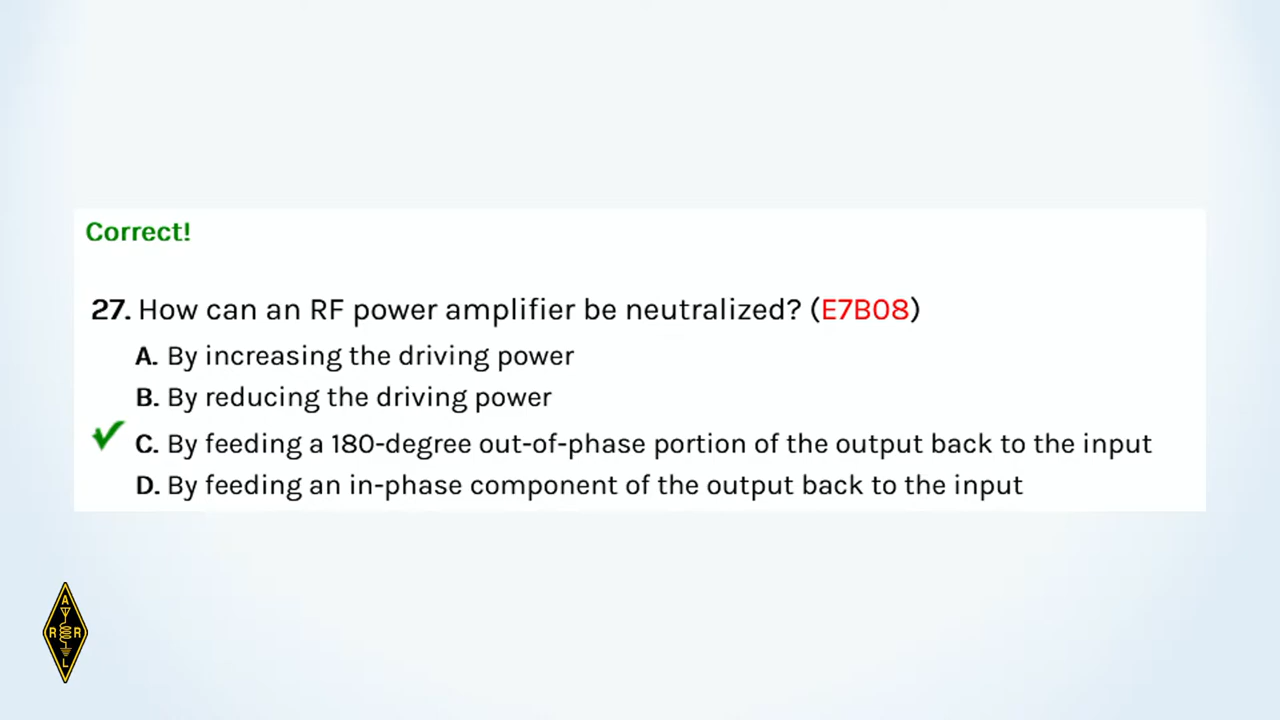 Correct!
27. How can an RF power amplifier be neutralized? (E7B08)
A. By increasing the driving power
B. By reducing the driving power
C. By feeding a 180-degree out-of-phase portion of the output back to the input
D. By feeding an in-phase component of the output back to the input
A
R R
L